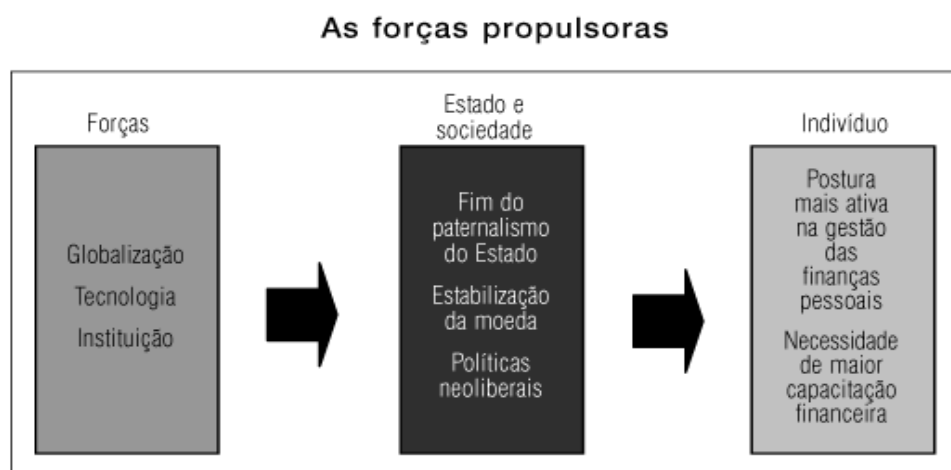 As forças propulsoras
Forças
Globalização
Tecnologia
Instituição
Estado e
sociedade
Fim do
paternalismo
do Estado
Estabilização
da moeda
Políticas
neoliberais
Indivíduo
Postura
mais ativa
na gestão
das
finanças
pessoais
Necessidade
de maior
capacitação
financeira